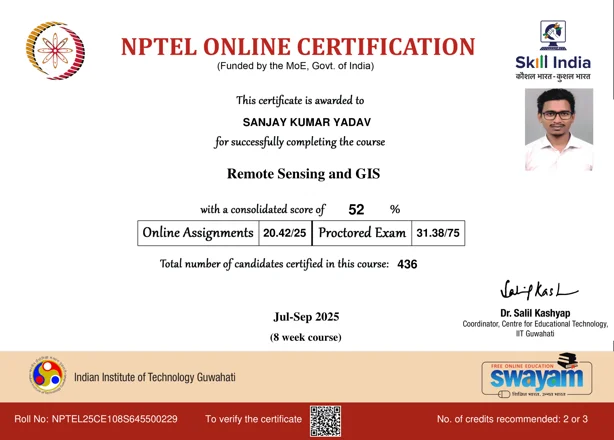 NPTEL ONLINE CERTIFICATION
(Funded by the MoE, Govt. of India)
Skill India
कौशल भारत - कुशल भारत
This certificate is awarded to
SANJAY KUMAR YADAV
for successfully completing the course
Remote Sensing and GIS
with a consolidated score of 52 %
Online Assignments 20.42/25 Proctored Exam 31.38/75
Total number of candidates certified in this course: 436
Jul-Sep 2025
(8 week course)
Dr. Salil Kashyap
Coordinator, Centre for Educational Technology,
IIT Guwahati
Indian Institute of Technology Guwahati
FREE ONLINE EDUCATION
swayam
शिक्षित भारत, उन्नत भारत
Roll No: NPTEL25CE108S645500229 To verify the certificate No. of credits recommended: 2 or 3